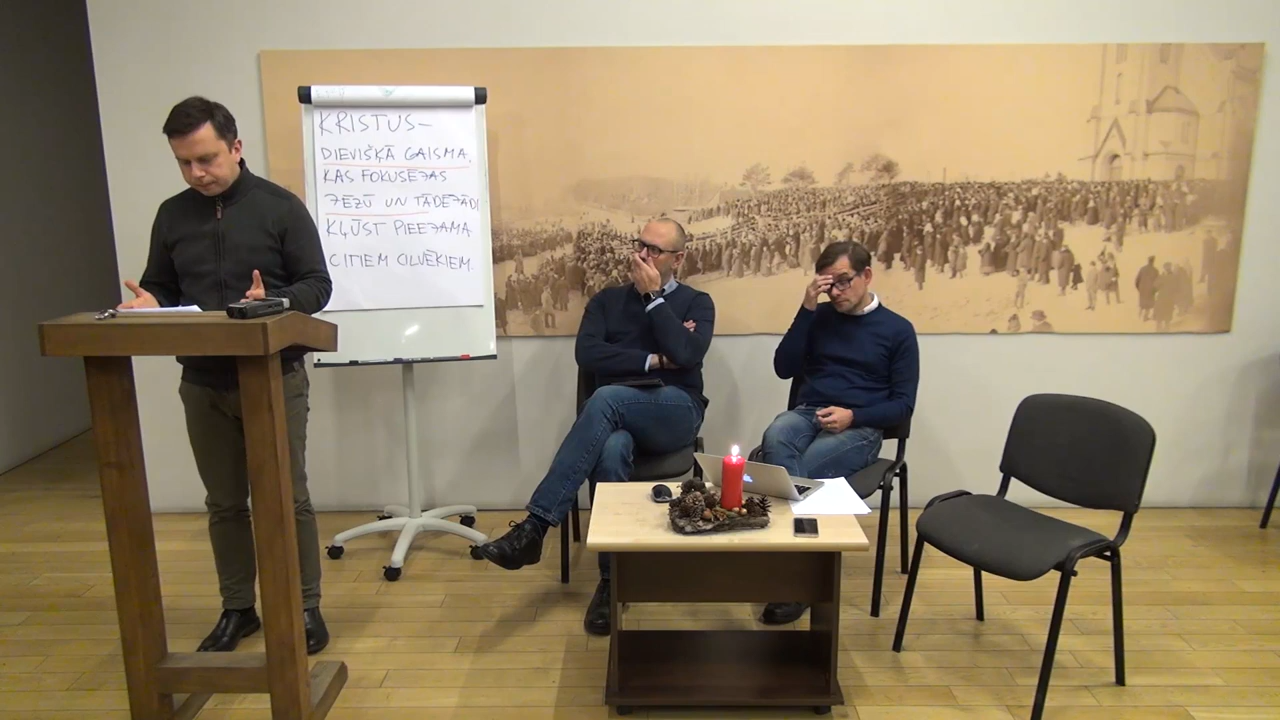 KRISTUS–
DIEVIŠĶĀ GAISMA,
KAS FOKUSĒJAS
JĒZŪ UN TĀDĒJĀDI
KĻŪST PIEEJAMA
CITIEM CILVĒKIEM.